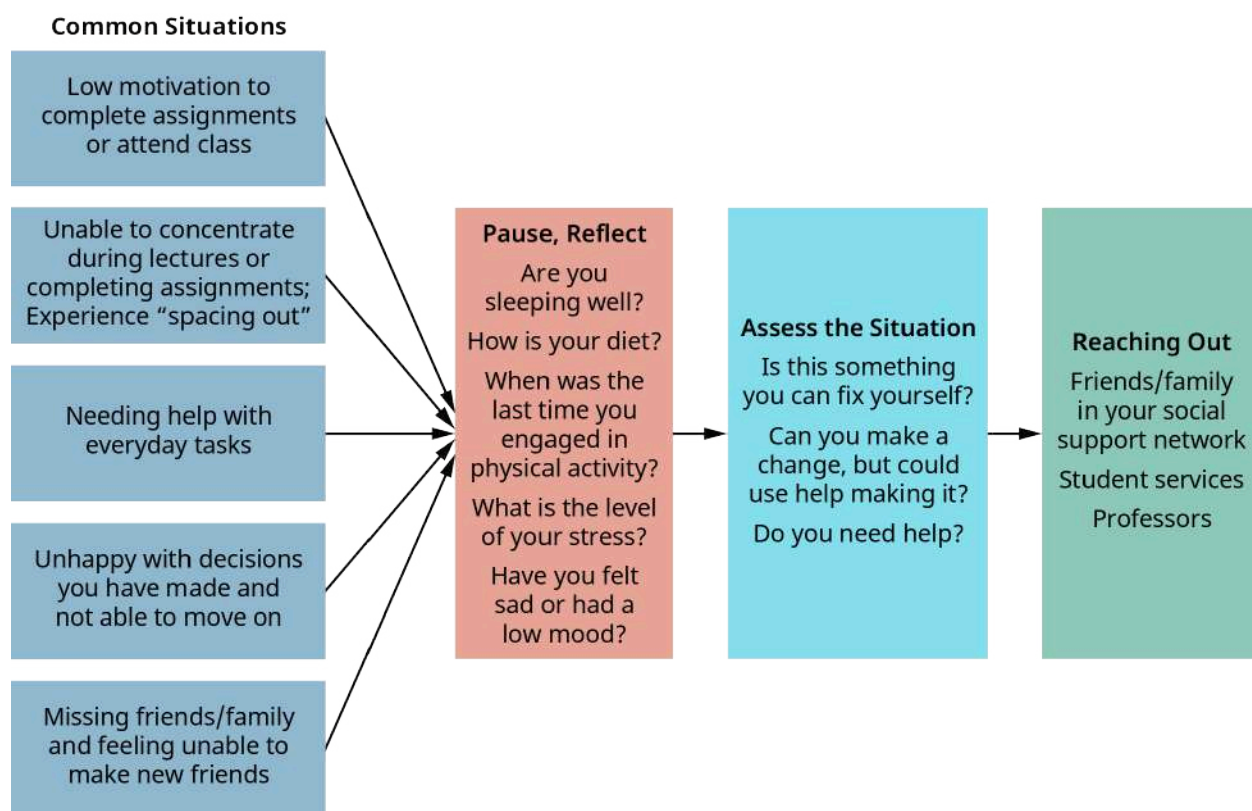 Common Situations
Low motivation to
complete assignments
or attend class
Unable to concentrate
during lectures or
completing assignments;
Experience “spacing out”
Needing help with
everyday tasks
Unhappy with decisions
you have made and
not able to move on
Missing friends/family
and feeling unable to
make new friends
Pause, Reflect
Are you
sleeping well?
How is your diet?
When was the
last time you
engaged in
physical activity?
What is the level
of your stress?
Have you felt
sad or had a
low mood?
Assess the Situation
Is this something
you can fix yourself?
Can you make a
change, but could
use help making it?
Do you need help?
Reaching Out
Friends/family
in your social
support network
Student services
Professors